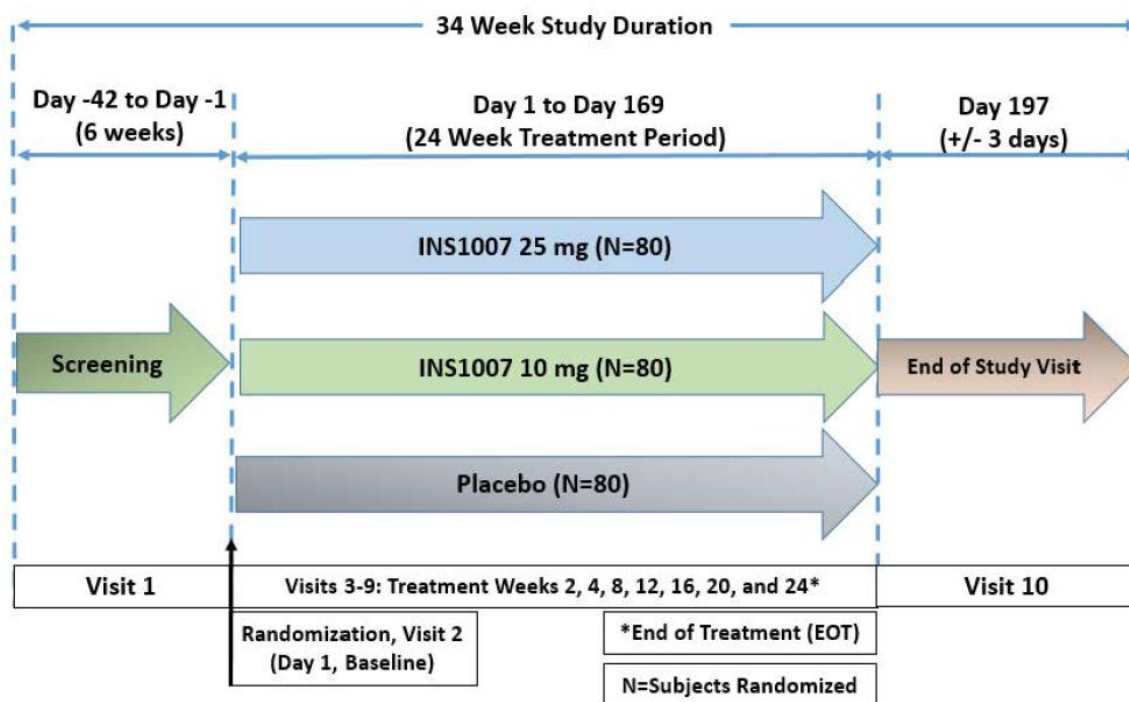 34 Week Study Duration
Day -42 to Day -1
(6 weeks)
Day 1 to Day 169
(24 Week Treatment Period)
Day 197
(+/- 3 days)
INS1007 25 mg (N=80)
Screening
INS1007 10 mg (N=80)
End of Study Visit
Placebo (N=80)
Visit 1
Visits 3-9: Treatment Weeks 2, 4, 8, 12, 16, 20, and 24*
Visit 10
Randomization, Visit 2
(Day 1, Baseline)
*End of Treatment (EOT)
N=Subjects Randomized